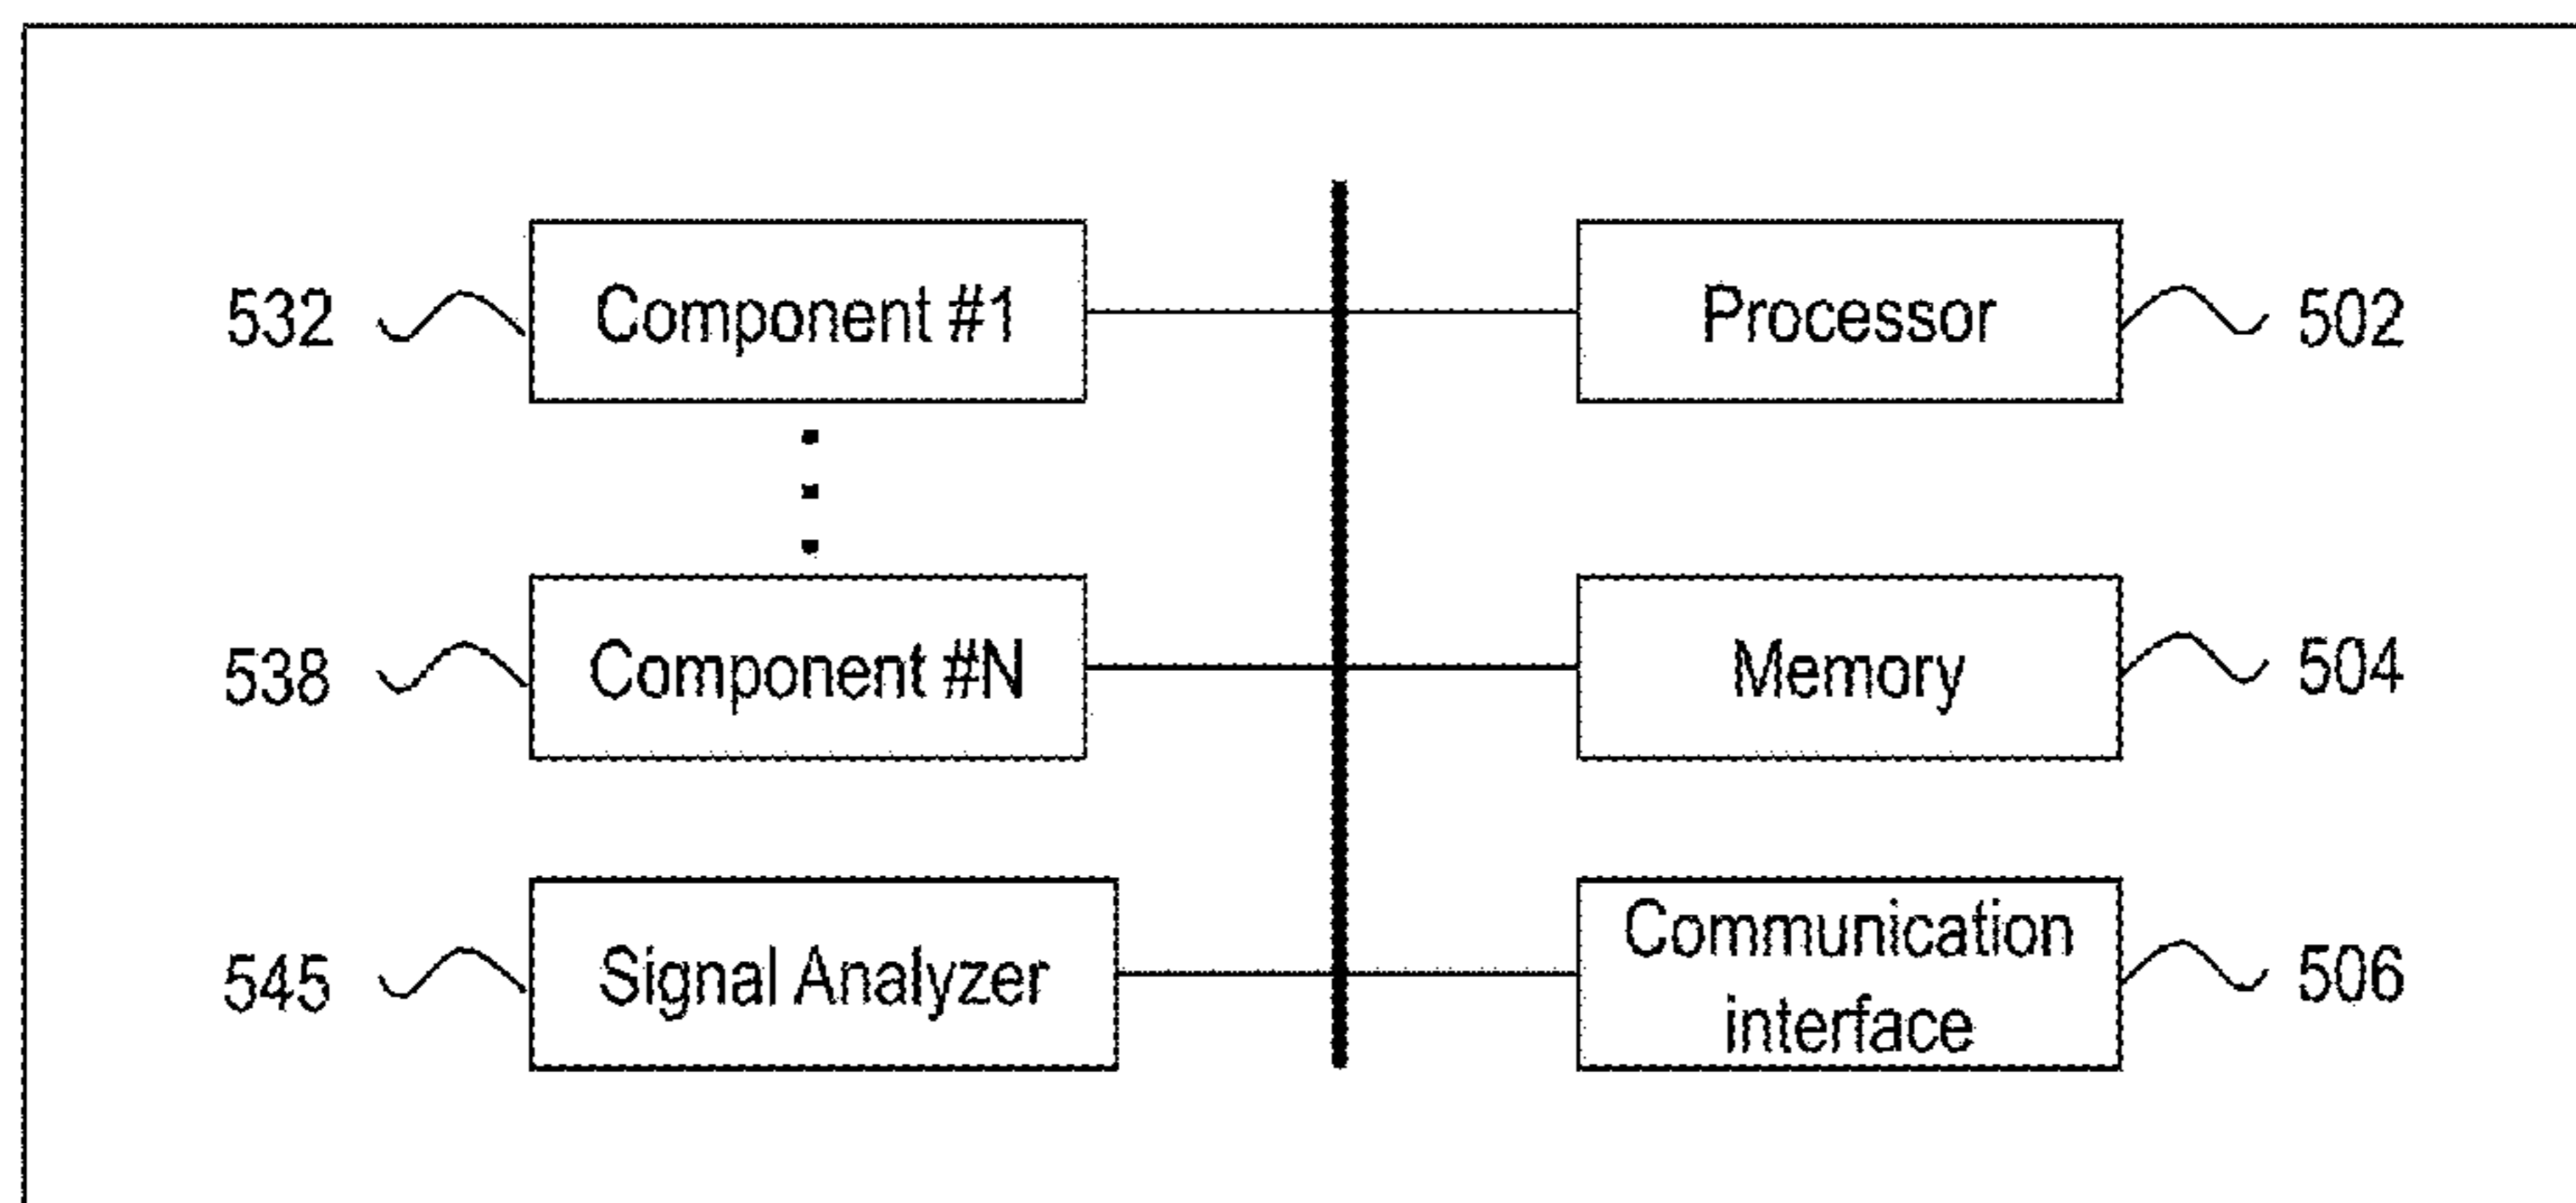 532 Component #1 Processor 502
538 Component #N Memory 504
545 Signal Analyzer Communication interface 506